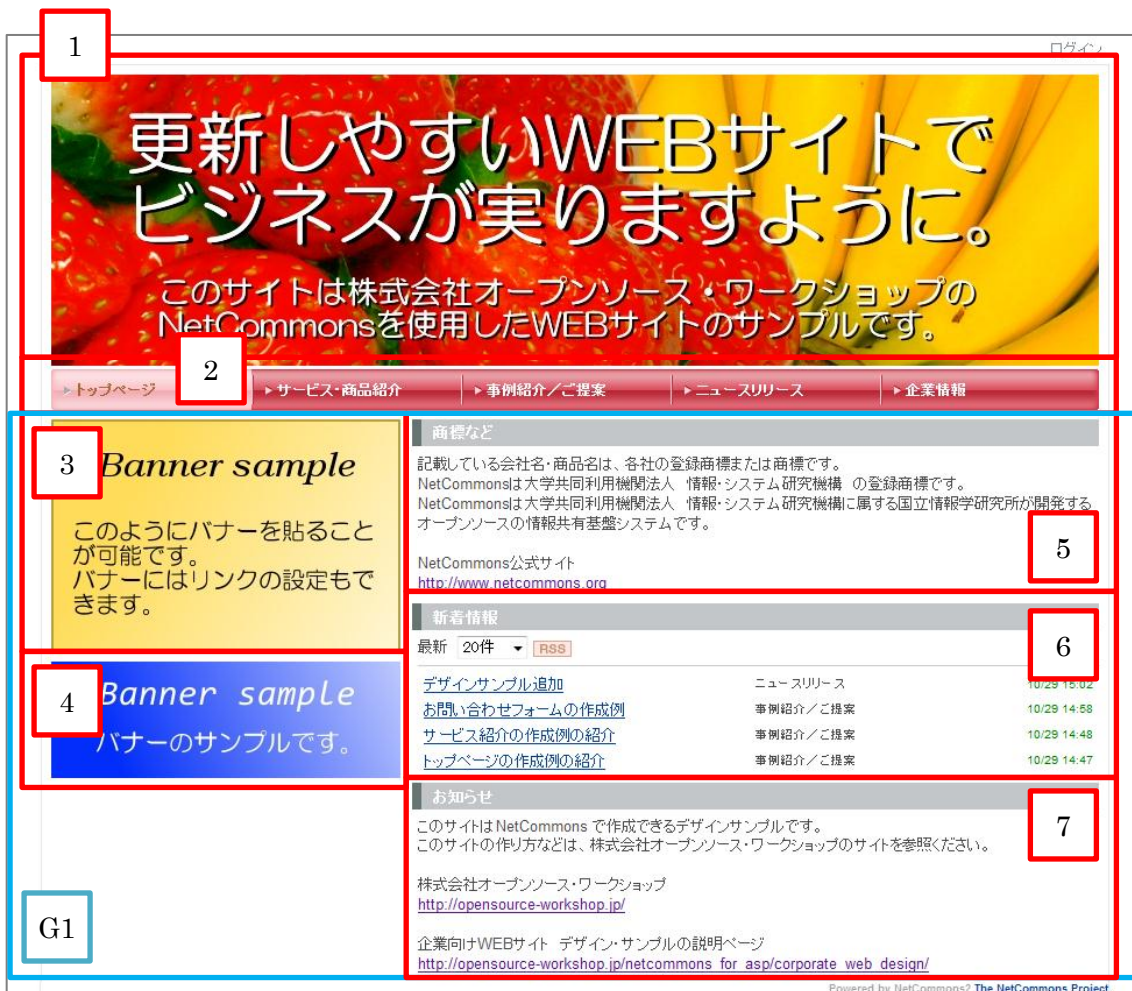 1
ログイン
更新しやすいWEBサイトで
ビジネスが実りますように。
このサイトは株式会社オープンソース・ワークショップの
NetCommonsを使用したWEBサイトのサンプルです。
2
トップページ
サービス・商品紹介
事例紹介／ご提案
ニュースリリース
企業情報
3
Banner sample
このようにバナーを貼ること
が可能です。
バナーにはリンクの設定もで
きます。
4
Banner sample
バナーのサンプルです。
商標など
記載している会社名・商品名は、各社の登録商標または商標です。
NetCommonsは大学共同利用機関法人　情報・システム研究機構　の登録商標です。
NetCommonsは大学共同利用機関法人　情報・システム研究機構に属する国立情報学研究所が開発する
オープンソースの情報共有基盤システムです。
NetCommons公式サイト
http://www.netcommons.org
5
新着情報
最新 20件 RSS
6
デザインサンプル追加 ニュースリリース 10/29 15:02
お問い合わせフォームの作成例 事例紹介／ご提案 10/29 14:58
サービス紹介の作成例の紹介 事例紹介／ご提案 10/29 14:48
トップページの作成例の紹介 事例紹介／ご提案 10/29 14:47
お知らせ
このサイトは NetCommons で作成できるデザインサンプルです。
このサイトの作り方などは、株式会社オープンソース・ワークショップのサイトを参照ください。
7
株式会社オープンソース・ワークショップ
http://opensource-workshop.jp/
企業向けWEBサイト デザイン・サンプルの説明ページ
http://opensource-workshop.jp/netcommons_for_asp/corporate_web_design/
G1
Powered by NetCommons2 The NetCommons Project